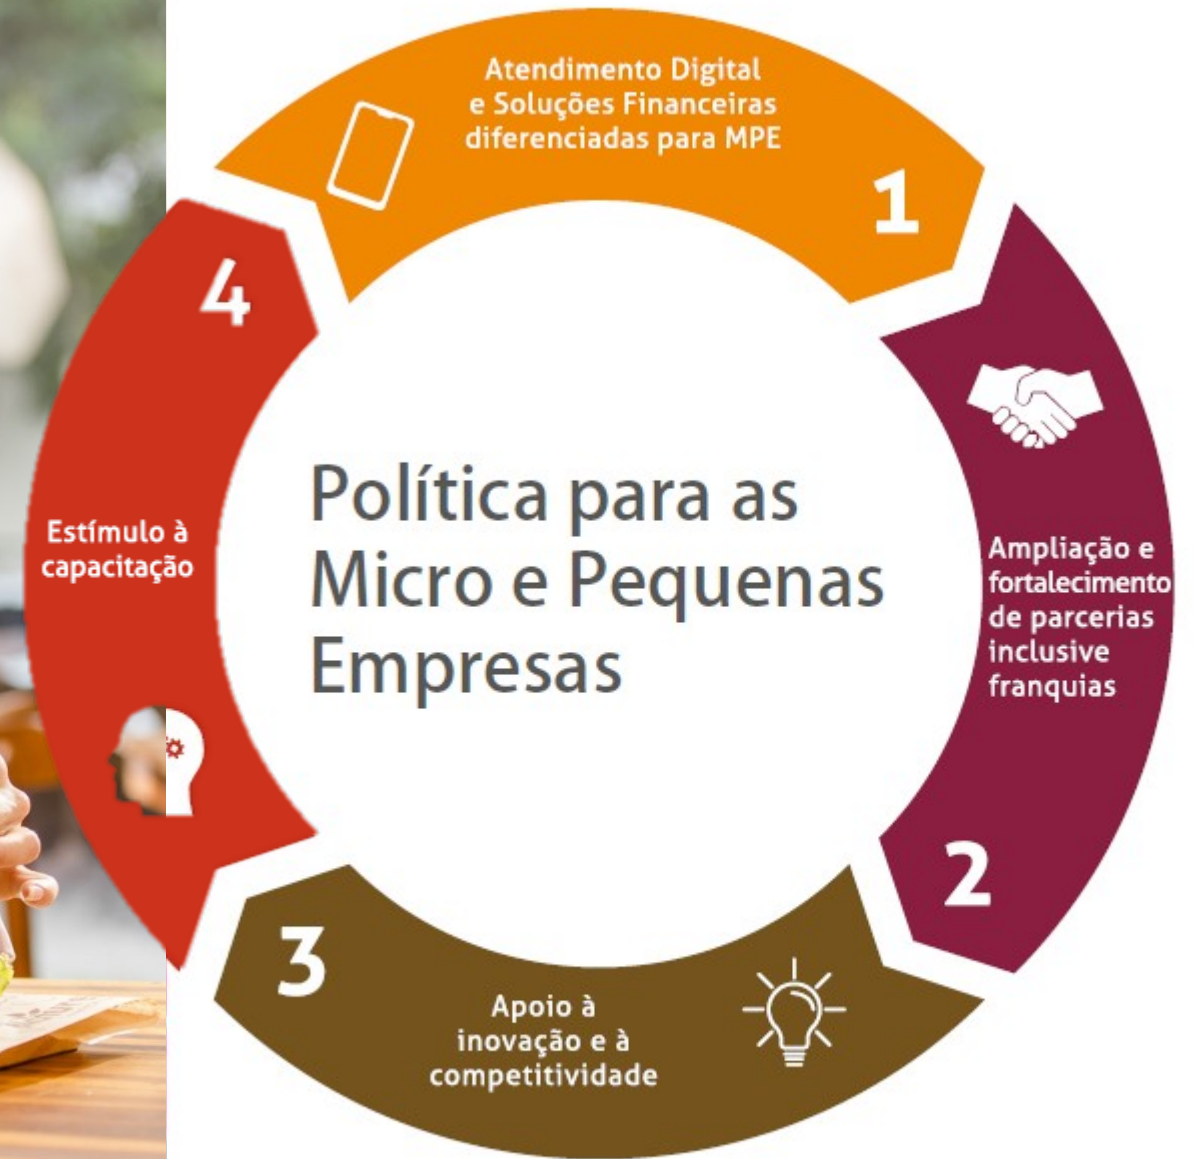 Atendimento Digital
e Soluções Financeiras
diferenciadas para MPE
1
Ampliação e
fortalecimento
de parcerias
inclusive
franquias
2
3
Apoio à
inovação e à
competitividade
4
Estímulo à
capacitação
Política para as
Micro e Pequenas
Empresas